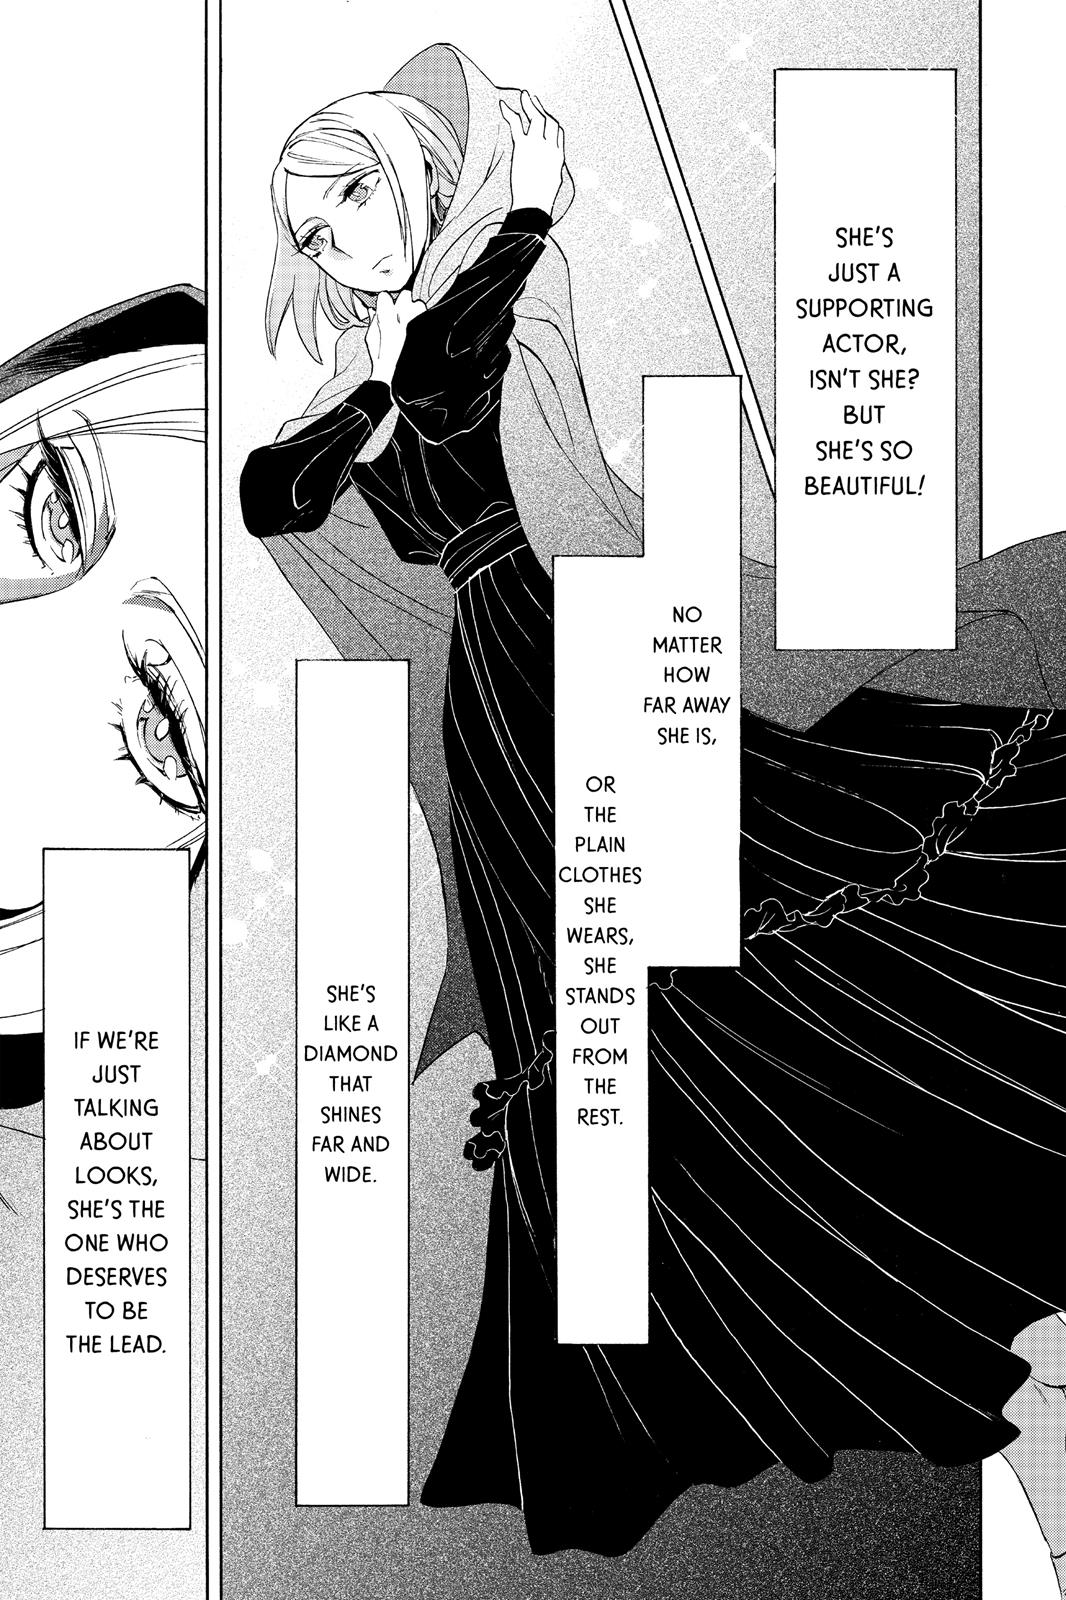 SHE'S
JUST A
SUPPORTING
ACTOR,
ISN'T SHE?
BUT
SHE'S SO
BEAUTIFUL!
NO
MATTER
HOW
FAR AWAY
SHE IS,
OR
THE
PLAIN
CLOTHES
SHE
WEARS,
SHE
STANDS
OUT
FROM
THE
REST.
SHE'S
LIKE A
DIAMOND
THAT
SHINES
FAR AND
WIDE.
IF WE'RE
JUST
TALKING
ABOUT
LOOKS,
SHE'S THE
ONE WHO
DESERVES
TO BE
THE LEAD.